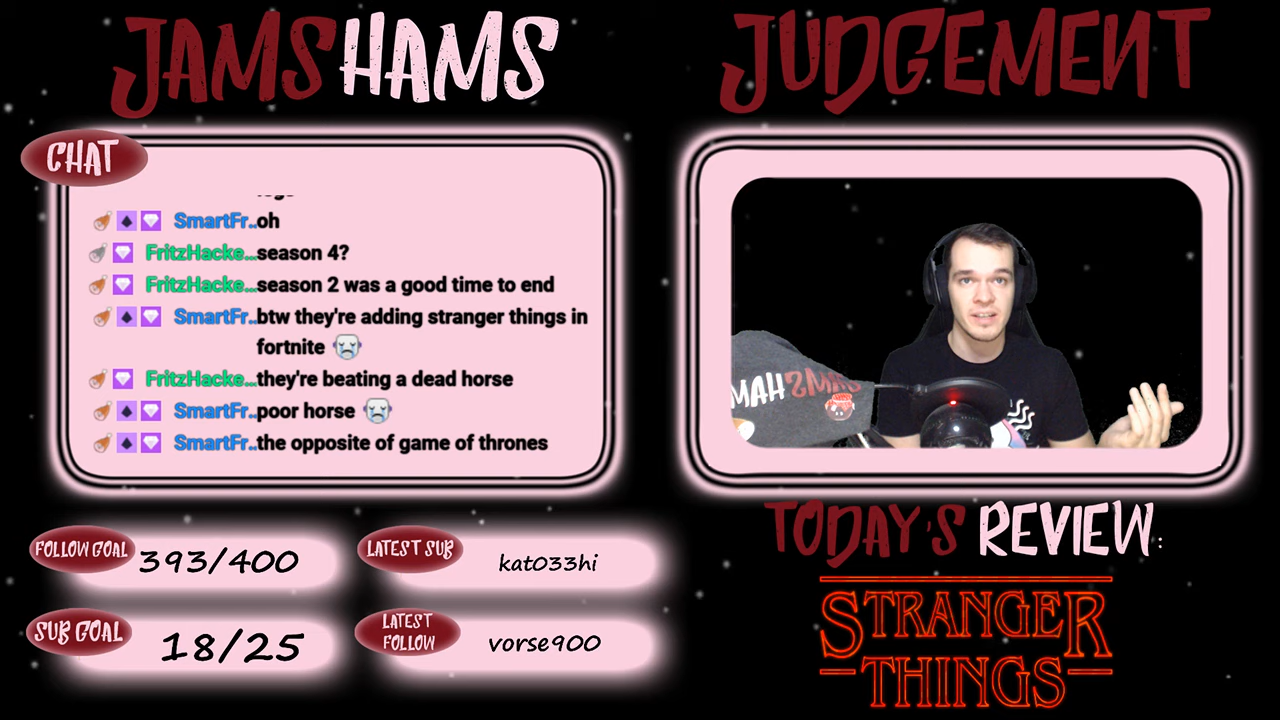 JAMSHAMS
JUDGEMENT
CHAT
SmartFr..oh
FritzHacke...season 4?
FritzHacke...season 2 was a good time to end
SmartFr..btw they're adding stranger things in
fortnite
FritzHacke...they're beating a dead horse
SmartFr..poor horse
SmartFr..the opposite of game of thrones
HAMSMAJ
TODAY'S REVIEW:
STRANGER
THINGS
FOLLOW GOAL
393/400
LATEST SUB
kat033hi
SUB GOAL
18/25
LATEST
FOLLOW
vorse900